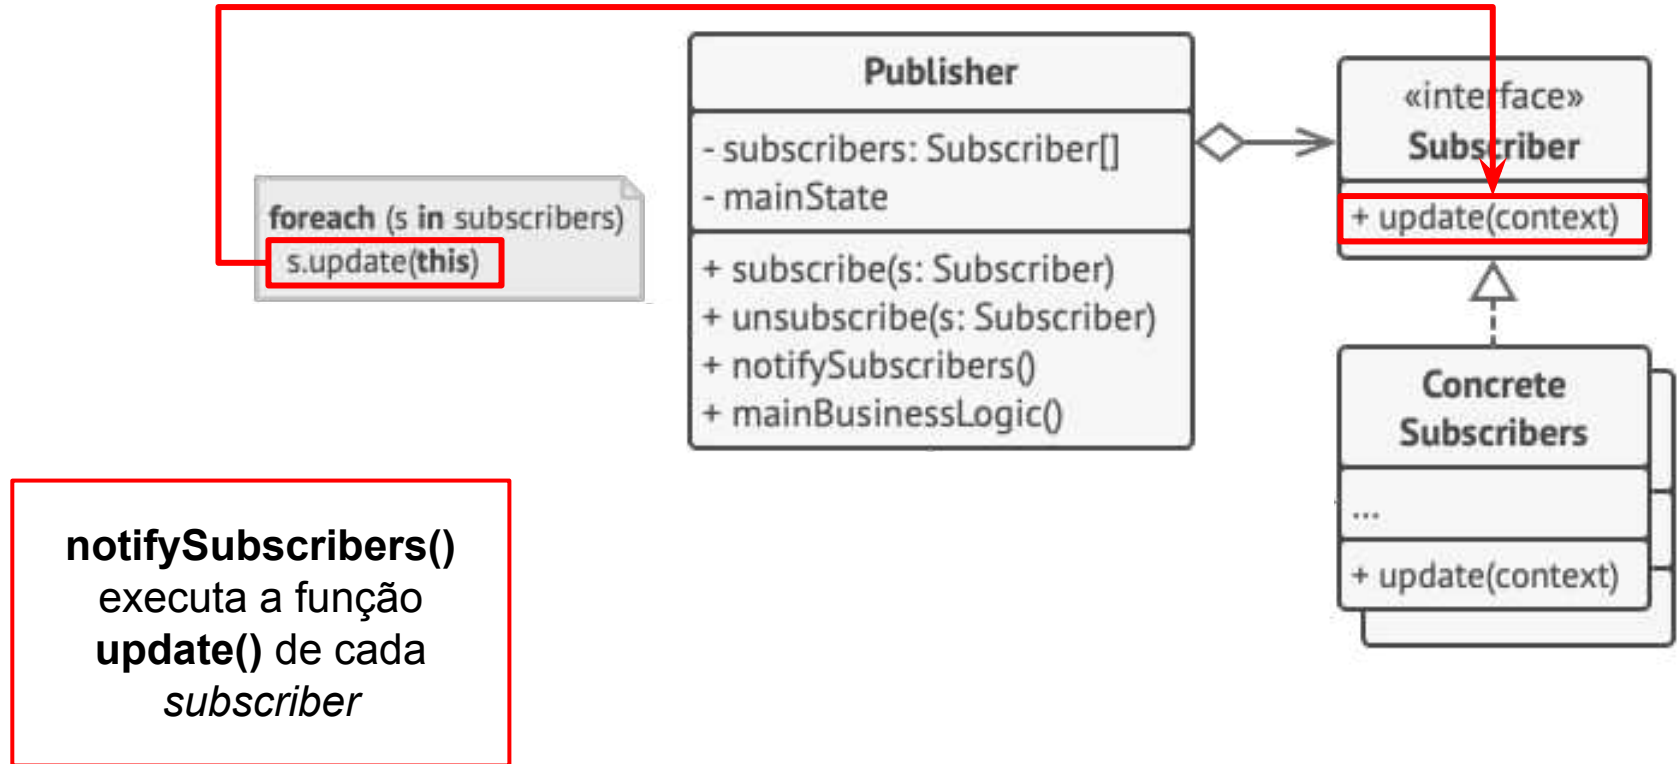 Publisher
- subscribers: Subscriber[]
- mainState
+ subscribe(s: Subscriber)
+ unsubscribe(s: Subscriber)
+ notifySubscribers()
+ mainBusinessLogic()
«interface»
Subscriber
+ update(context)
foreach (s in subscribers)
s.update(this)
Concrete
Subscribers
...
+ update(context)
notifySubscribers()
executa a função
update() de cada
subscriber